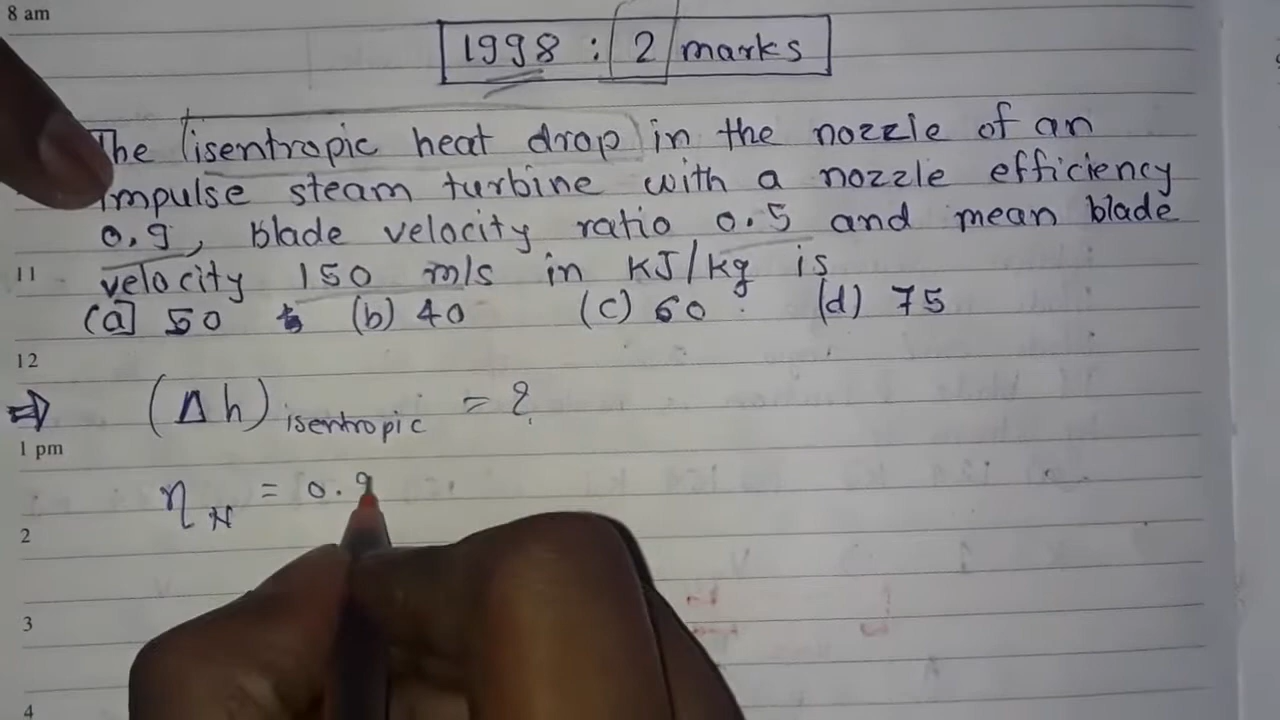 8 am
1998 : 2 marks
The isentropic heat drop in the nozzle of an
impulse steam turbine with a nozzle efficiency
0.9, blade velocity ratio 0.5 and mean blade
11 velocity 150 m/s in KJ/kg is
(a) 50 (b) 40 (c) 60 (d) 75
12
⇒ (Δh) isentropic = ?
1 pm
η N = 0.9
2
3
4